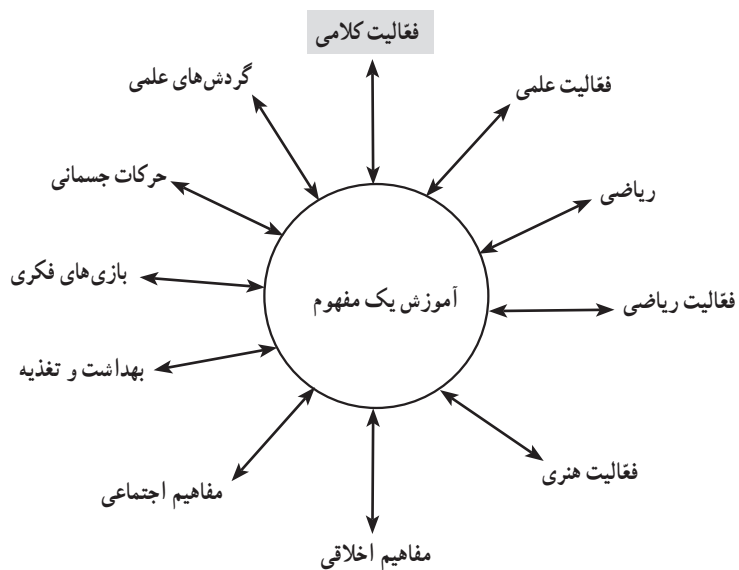 فعّالیت کلامی
گردش‌های علمی
فعّالیت علمی
حرکات جسمانی
ریاضی
بازی‌های فکری
آموزش یک مفهوم
فعّالیت ریاضی
بهداشت و تغذیه
فعّالیت هنری
مفاهیم اجتماعی
مفاهیم اخلاقی